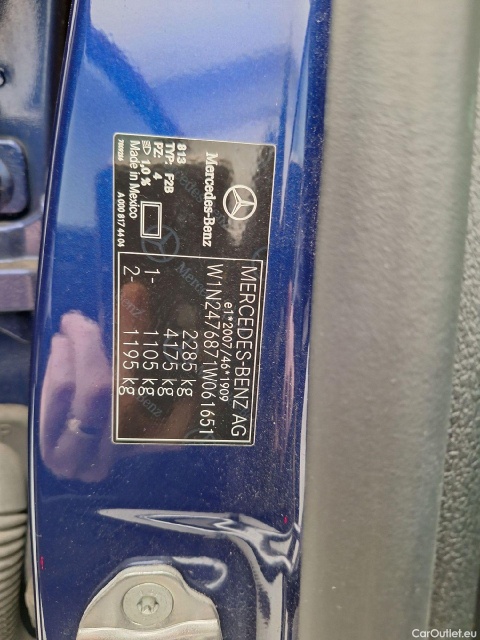 Mercedes-Benz
813
TYP: F2B
PZ: 4
1,0 %
Made in Mexico
A 000 817 44 04
MERCEDES-BENZ AG
e1*2007/46*1909
W1N2476871W061651
2285 kg
4175 kg
1- 1105 kg
2- 1195 kg
CarOutlet.eu